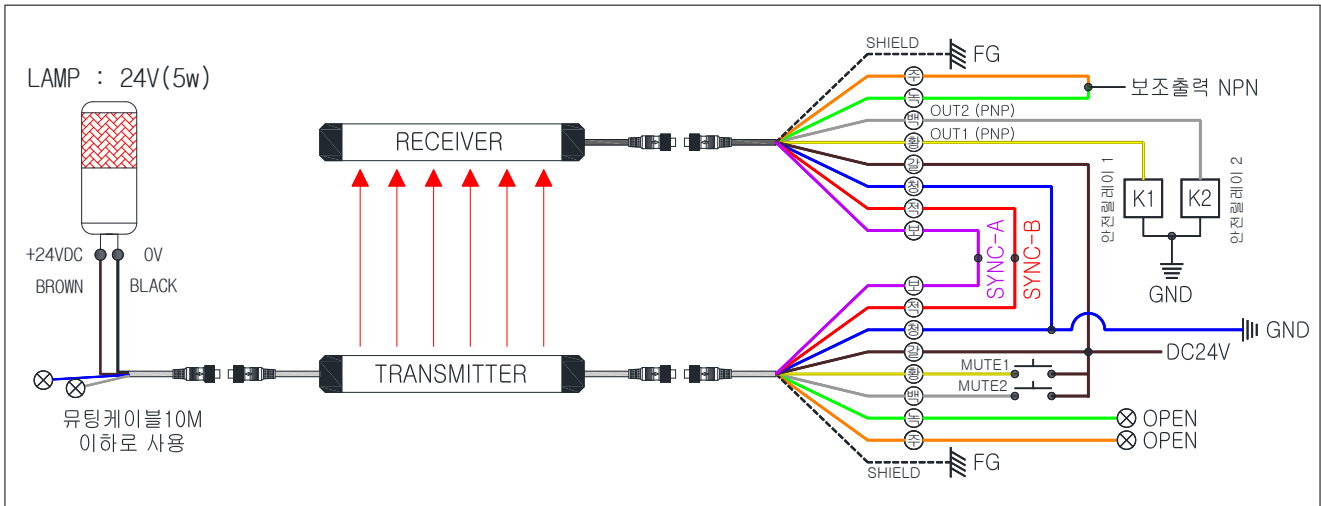 LAMP : 24V(5w)
+24VDC
0V
BROWN
BLACK
뮤팅케이블10M
이하로 사용
RECEIVER
TRANSMITTER
SHIELD
FG
주
녹
백
황
갈
청
적
모
보조출력 NPN
OUT2 (PNP)
OUT1 (PNP)
안전릴레이 1
K1
K2
안전릴레이 2
GND
SYNC-A
SYNC-B
모
적
청
갈
황
백
녹
주
GND
DC24V
MUTE1
MUTE2
OPEN
OPEN
SHIELD
FG